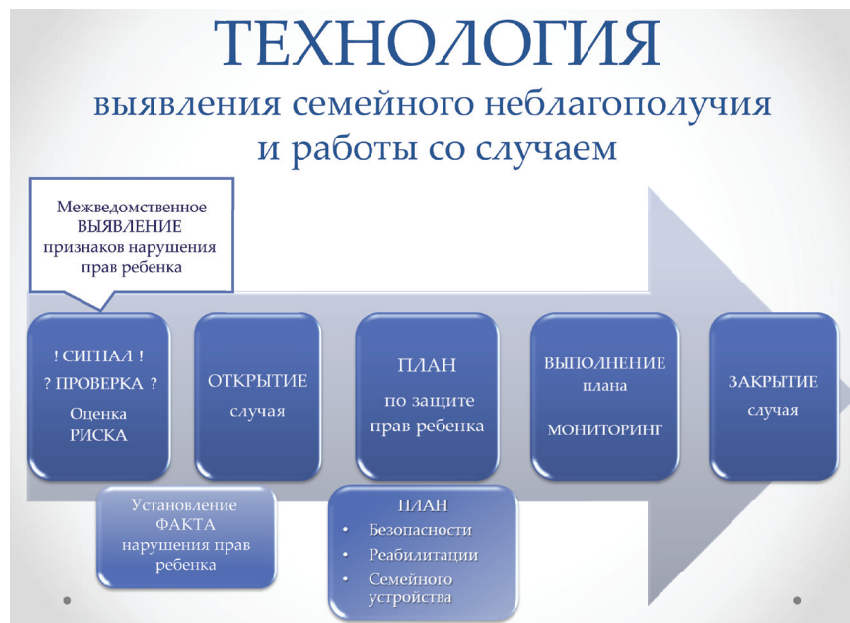 ТЕХНОЛОГИЯ
выявления семейного неблагополучия
и работы со случаем
Межведомственное
ВЫЯВЛЕНИЕ
признаков нарушения
прав ребенка
! СИГНАЛ !
? ПРОВЕРКА ?
Оценка
РИСКА
ОТКРЫТИЕ
случая
ПЛАН
по защите
прав ребенка
ВЫПОЛНЕНИЕ
плана
МОНИТОРИНГ
ЗАКРЫТИЕ
случая
Установление
ФАКТА
нарушения прав
ребенка
ПЛАН
• Безопасности
• Реабилитации
• Семейного
устройства